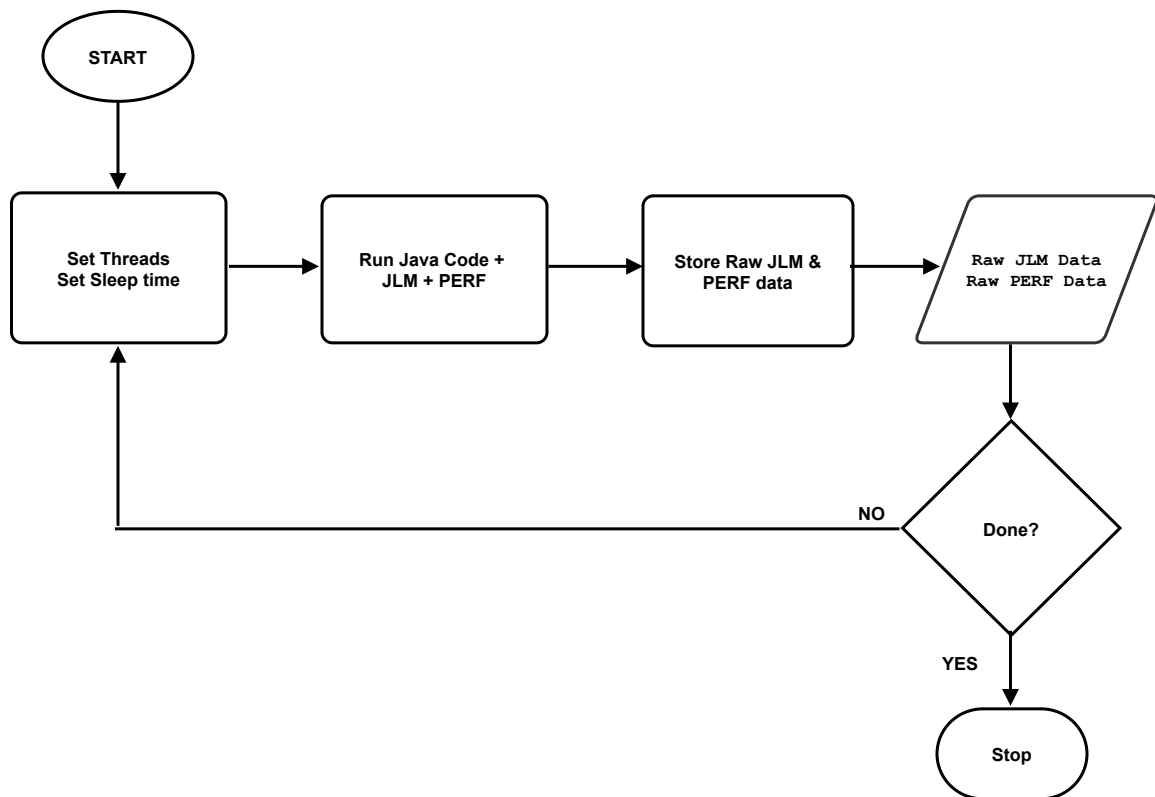 START
Set Threads
Set Sleep time
Run Java Code +
JLM + PERF
Store Raw JLM &
PERF data
Raw JLM Data
Raw PERF Data
NO
Done?
YES
Stop